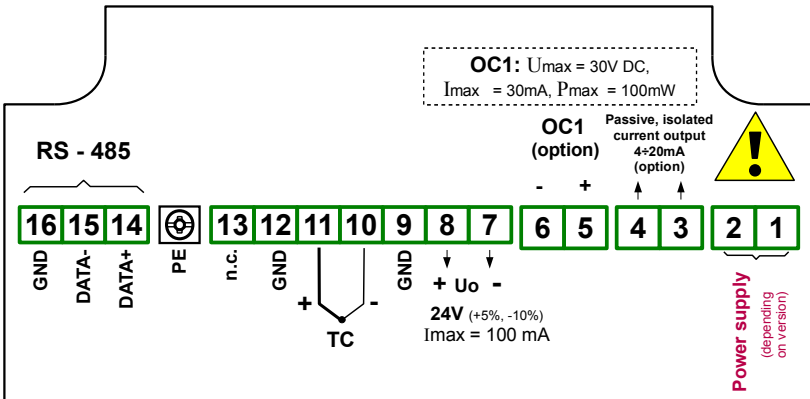 OC1: Umax = 30V DC,
Imax = 30mA, Pmax = 100mW
RS - 485
OC1
(option)
Passive, isolated
current output
4÷20mA
(option)
- +
16 15 14 13 12 11 10 9 8 7 6 5 4 3 2 1
GND
DATA-
DATA+
PE
n.c.
GND
GND
+ -
TC
+ Uo -
24V (+5%, -10%)
Imax = 100 mA
Power supply
(depending
on version)